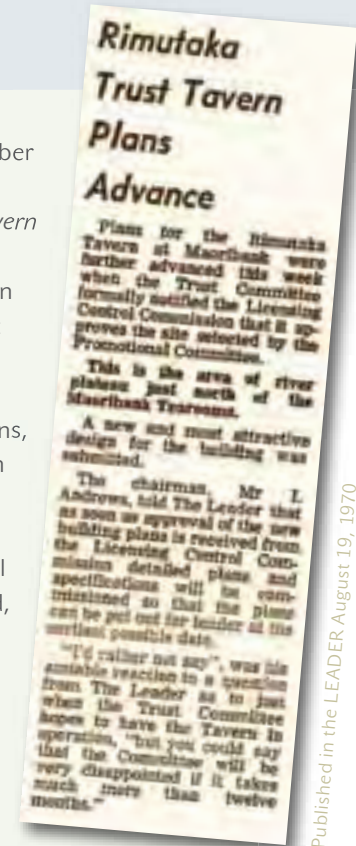 Rimutaka
Trust Tavern
Plans
Advance
Plans for the Rimutaka
Tavern at Maoribank were
further advanced this week
when the Trust Committee
formally notified the Licensing
Control Commission that it ap-
proves the site selected by the
Promotional Committee.
This is the area of river
plateau just north of the
Maoribank Tearooms.
A new and most attractive
design for the building was
submitted.
The chairman, Mr
Andrews, told The Leader that
as soon as approval of the new
building plans is received from
the Licensing Control Com-
mission detailed plans and
specifications will be com-
missioned so that the plans
can be put out for tender at the
earliest possible date.
"I'd rather not say", was his
amiable reaction to a question
from The Leader as to just
when the Trust Committee
hopes to have the Tavern in
operation, "but you could say
that the Committee will be
very disappointed if it takes
much more than twelve
months."
Published in the LEADER August 19, 1970
ber
vern
n
ns,
n
l
l,